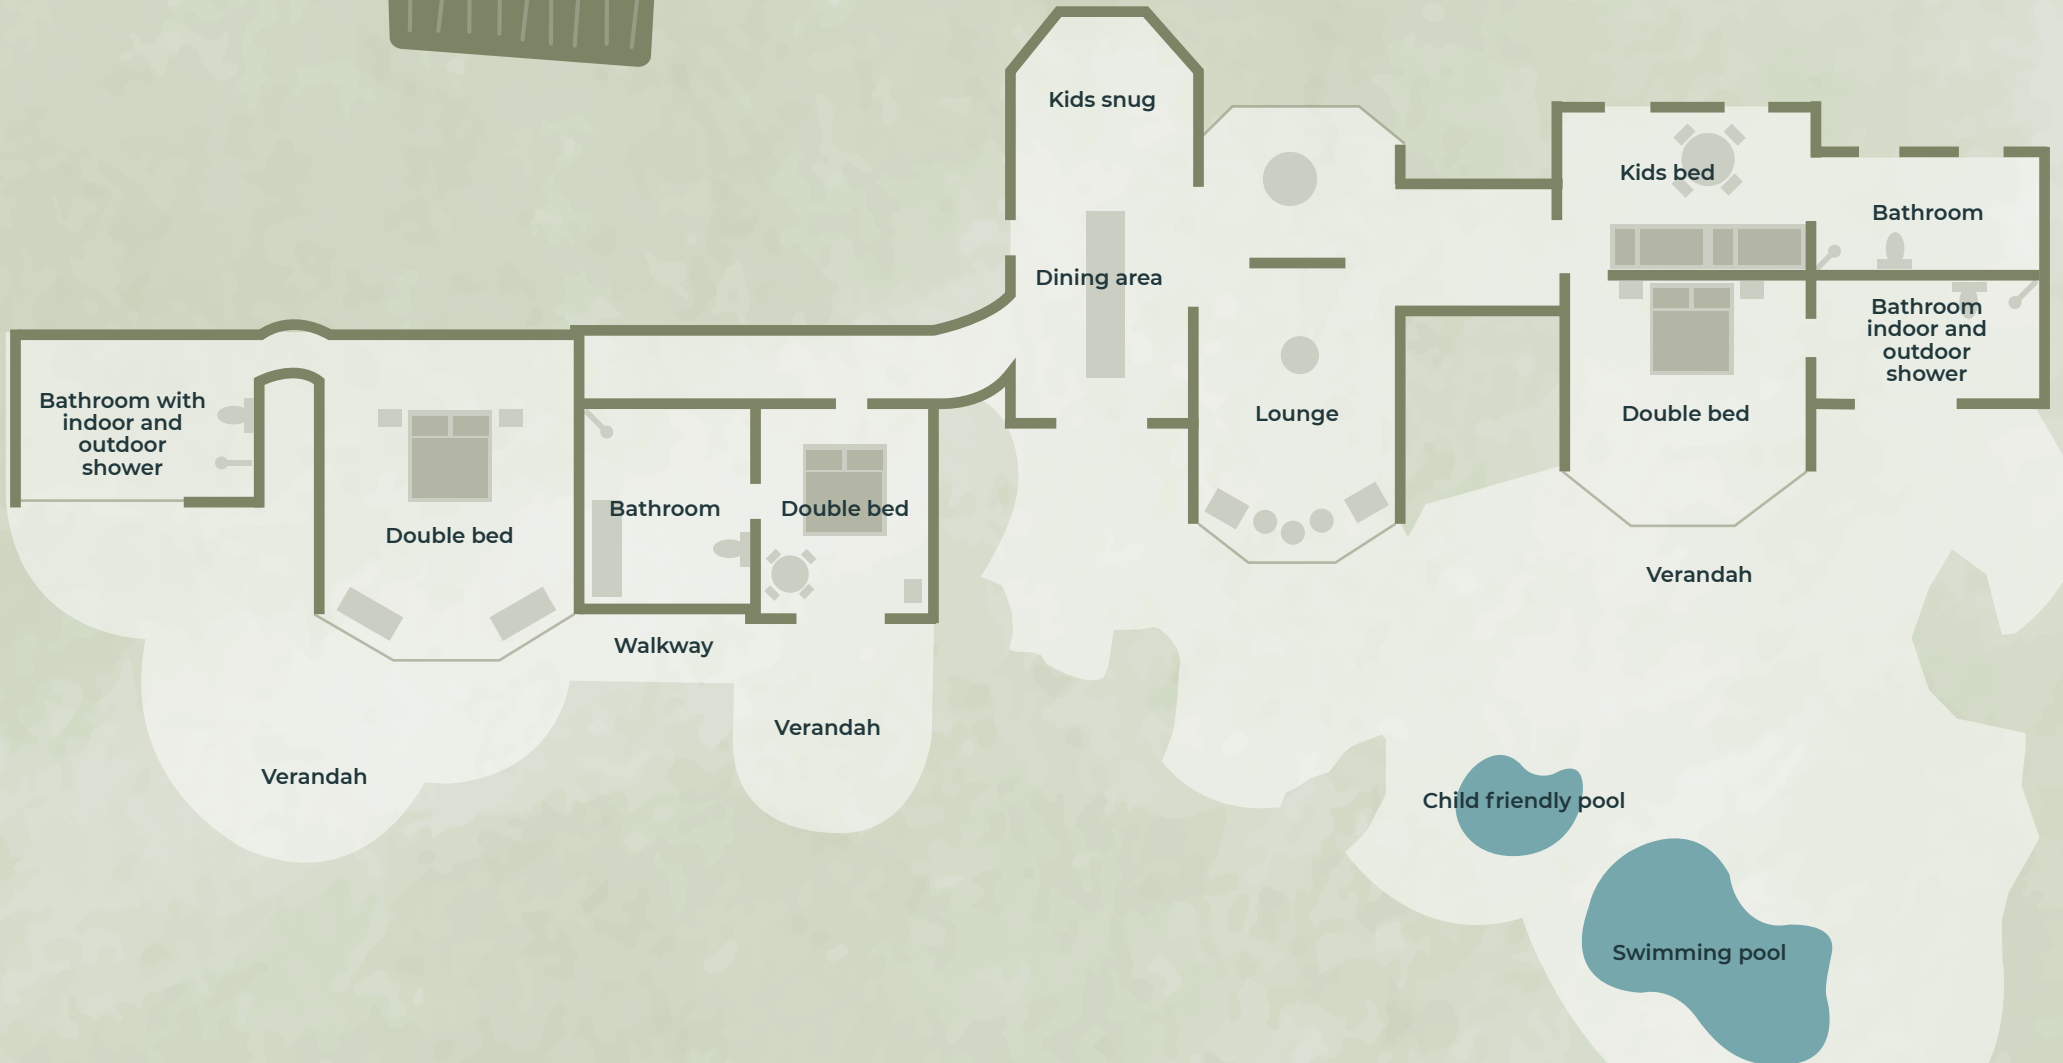 Kids snug
Kids bed
Bathroom
Dining area
Bathroom
indoor and
outdoor
shower
Bathroom with
indoor and
outdoor
shower
Lounge
Double bed
Double bed
Bathroom
Double bed
Verandah
Walkway
Verandah
Verandah
Child friendly pool
Swimming pool